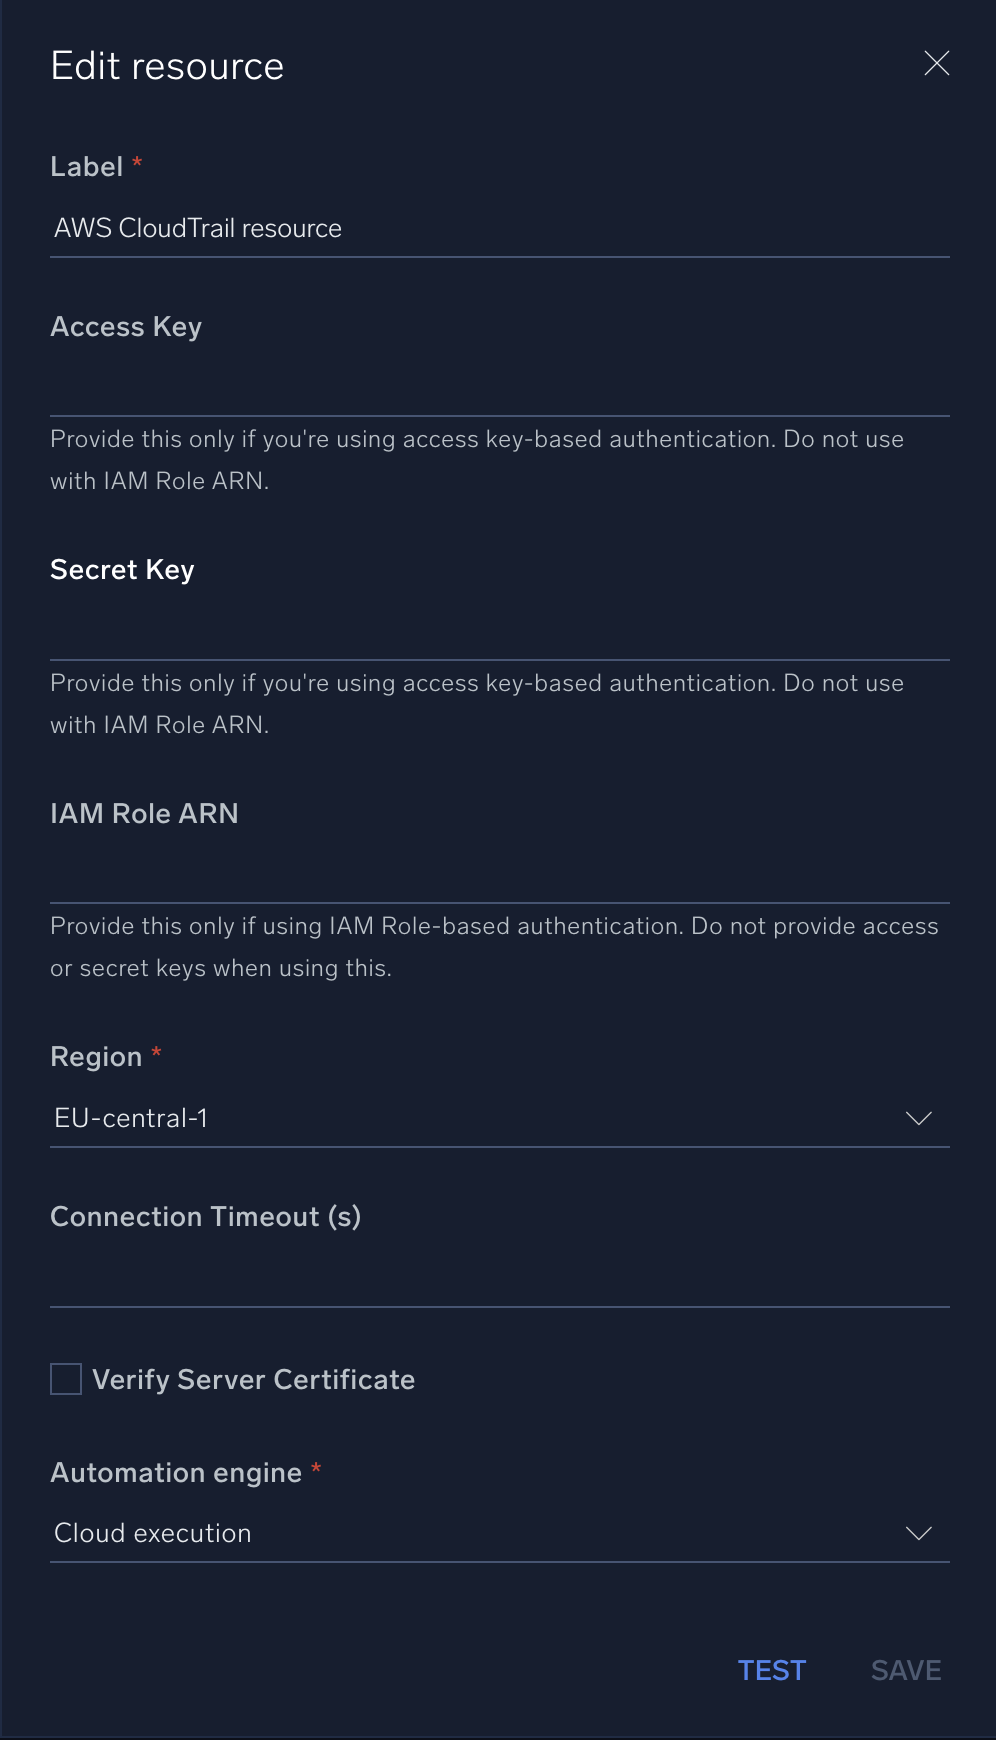 Edit resource
Label *
AWS CloudTrail resource
Access Key
Provide this only if you're using access key-based authentication. Do not use
with IAM Role ARN.
Secret Key
Provide this only if you're using access key-based authentication. Do not use
with IAM Role ARN.
IAM Role ARN
Provide this only if using IAM Role-based authentication. Do not provide access
or secret keys when using this.
Region *
EU-central-1
Connection Timeout (s)
Verify Server Certificate
Automation engine *
Cloud execution
TEST SAVE